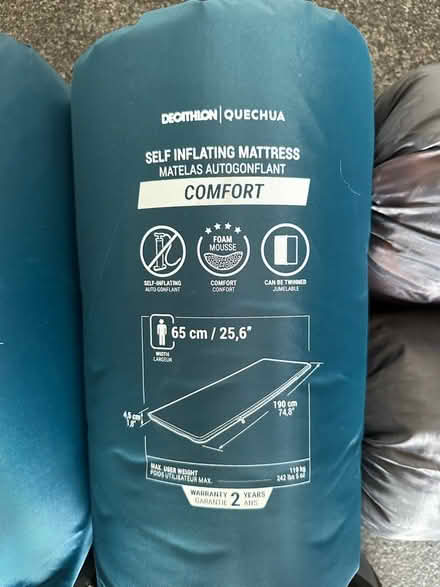 DECATHLON | QUECHUA
SELF INFLATING MATTRESS
MATELAS AUTOGONFLANT
COMFORT
FOAM
MOUSSE
SELF-INFLATING
AUTO-GONFLANT
COMFORT
CONFORT
CAN BE TWINNED
JUMELABLE
65 cm / 25,6"
WIDTH
LARGEUR
190 cm
74,8"
4,5 cm
1,8"
MAX. USER WEIGHT
POIDS UTILISATEUR MAX.
110 kg
242 lbs 5 oz
WARRANTY 2 YEARS
GARANTIE ANS